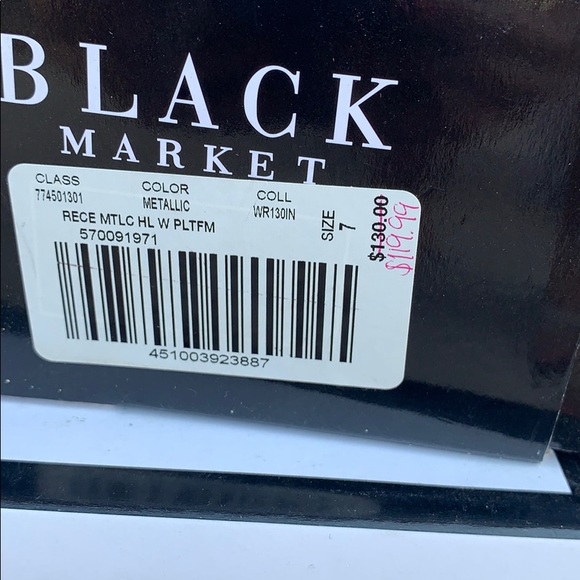 BLACK
MARKET
CLASS COLOR COLL
774501301 METALLIC WR130IN
RECE MTLC HL W PLTFM
570091971
451003923887
SIZE 7
$130.00
$119.99